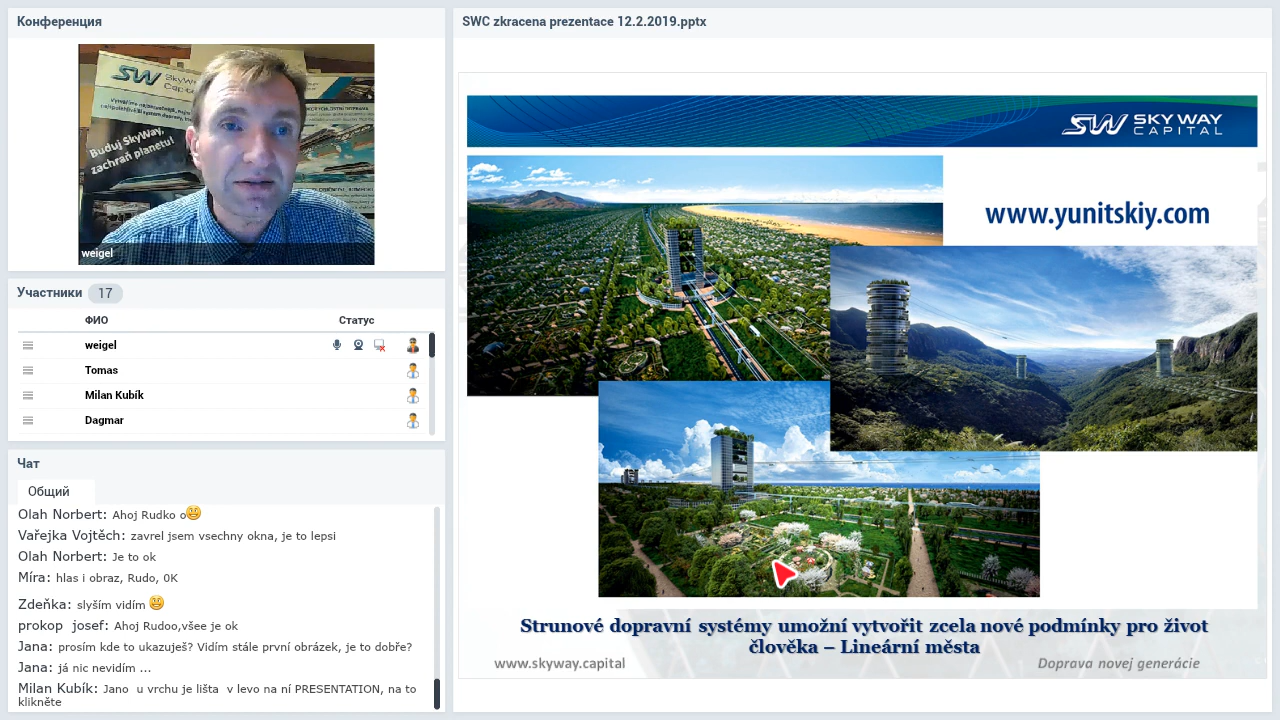 Конференция
SW SkyWay
Capital
Buduj SkyWay,
zachraň planetu!
weigel
Участники 17
ФИО Статус
weigel
Tomas
Milan Kubík
Dagmar
Чат
Общий
Olah Norbert: Ahoj Rudko o
Vařejka Vojtěch: zavrel jsem vsechny okna, je to lepsi
Olah Norbert: Je to ok
Míra: hlas i obraz, Rudo, 0K
Zdeňka: slyším vidím
prokop josef: Ahoj Rudoo,všee je ok
Jana: prosím kde to ukazuješ? Vidím stále první obrázek, je to dobře?
Jana: já nic nevidím ...
Milan Kubík: Jano u vrchu je lišta v levo na ní PRESENTATION, na to
klikněte
SWC zkracena prezentace 12.2.2019.pptx
SW SKY WAY
CAPITAL
www.yunitskiy.com
Strunové dopravní systémy umožní vytvořit zcela nové podmínky pro život
člověka – Lineární města
www.skyway.capital
Doprava novej generácie